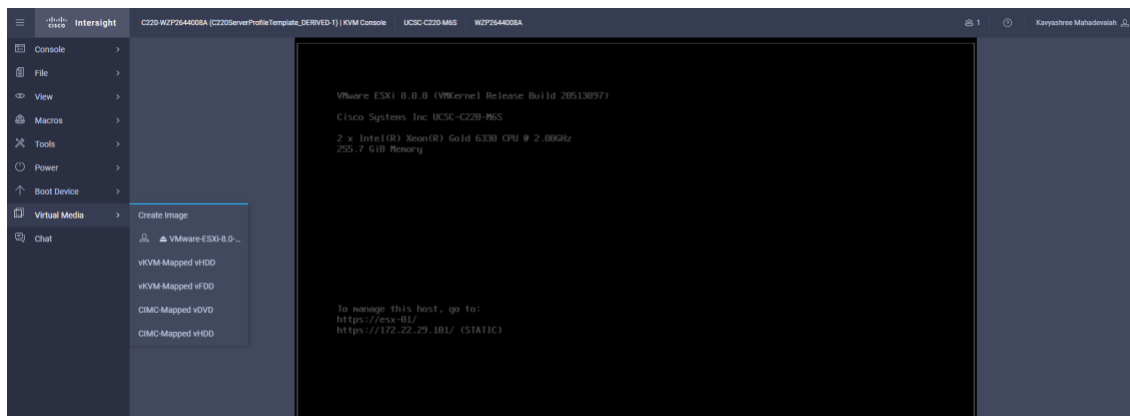 cisco Intersight
C220-WZP2644008A (C220ServerProfileTemplate_DERIVED-1) | KVM Console
UCSC-C220-M6S
WZP2644008A
1
Kavyashree Mahadevaiah
Console
File
View
Macros
Tools
Power
Boot Device
Virtual Media
Chat
Create Image
VMware-ESXi-8.0-...
vKVM-Mapped vHDD
vKVM-Mapped vFDD
CIMC-Mapped vDVD
CIMC-Mapped vHDD
VMware ESXi 8.0.0 (VMKernel Release Build 20513097)
Cisco Systems Inc UCSC-C220-M6S
2 x Intel(R) Xeon(R) Gold 6330 CPU @ 2.00GHz
255.7 GiB Memory
To manage this host, go to:
https://esx-01/
https://172.22.29.101/ (STATIC)